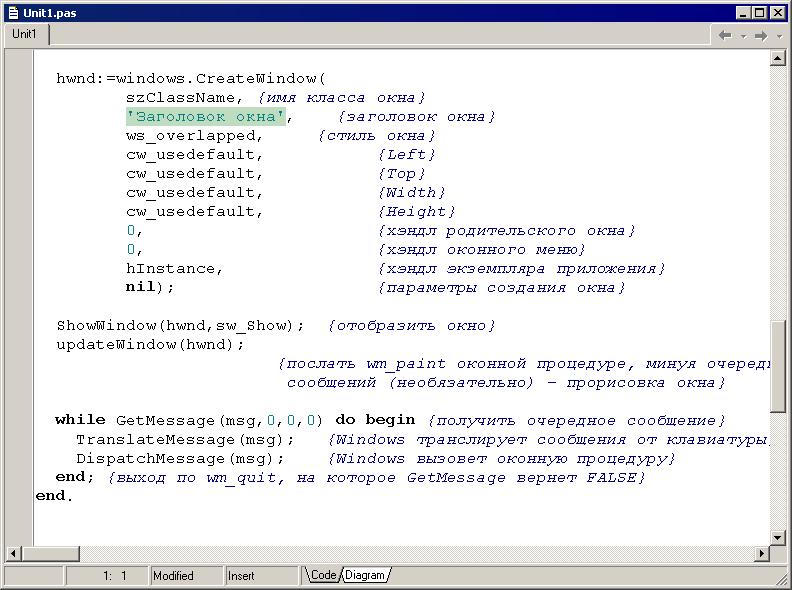 Unit1.pas
Unit1
hwnd:=windows.CreateWindow(
szClassName, {имя класса окна}
'Заголовок окна', {заголовок окна}
ws_overlapped, {стиль окна}
cw_usedefault, {Left}
cw_usedefault, {Top}
cw_usedefault, {Width}
cw_usedefault, {Height}
0, {хэндл родительского окна}
0, {хэндл оконного меню}
hInstance, {хэндл экземпляра приложения}
nil); {параметры создания окна}
ShowWindow(hwnd,sw_Show); {отобразить окно}
updateWindow(hwnd);
{послать wm_paint оконной процедуре, минуя очередь
сообщений (необязательно) – прорисовка окна}
while GetMessage(msg,0,0,0) do begin {получить очередное сообщение}
TranslateMessage(msg); {Windows транслирует сообщения от клавиатуры
DispatchMessage(msg); {Windows вызовет оконную процедуру}
end; {выход по wm_quit, на которое GetMessage вернет FALSE}
end.
1: 1 Modified Insert Code Diagram